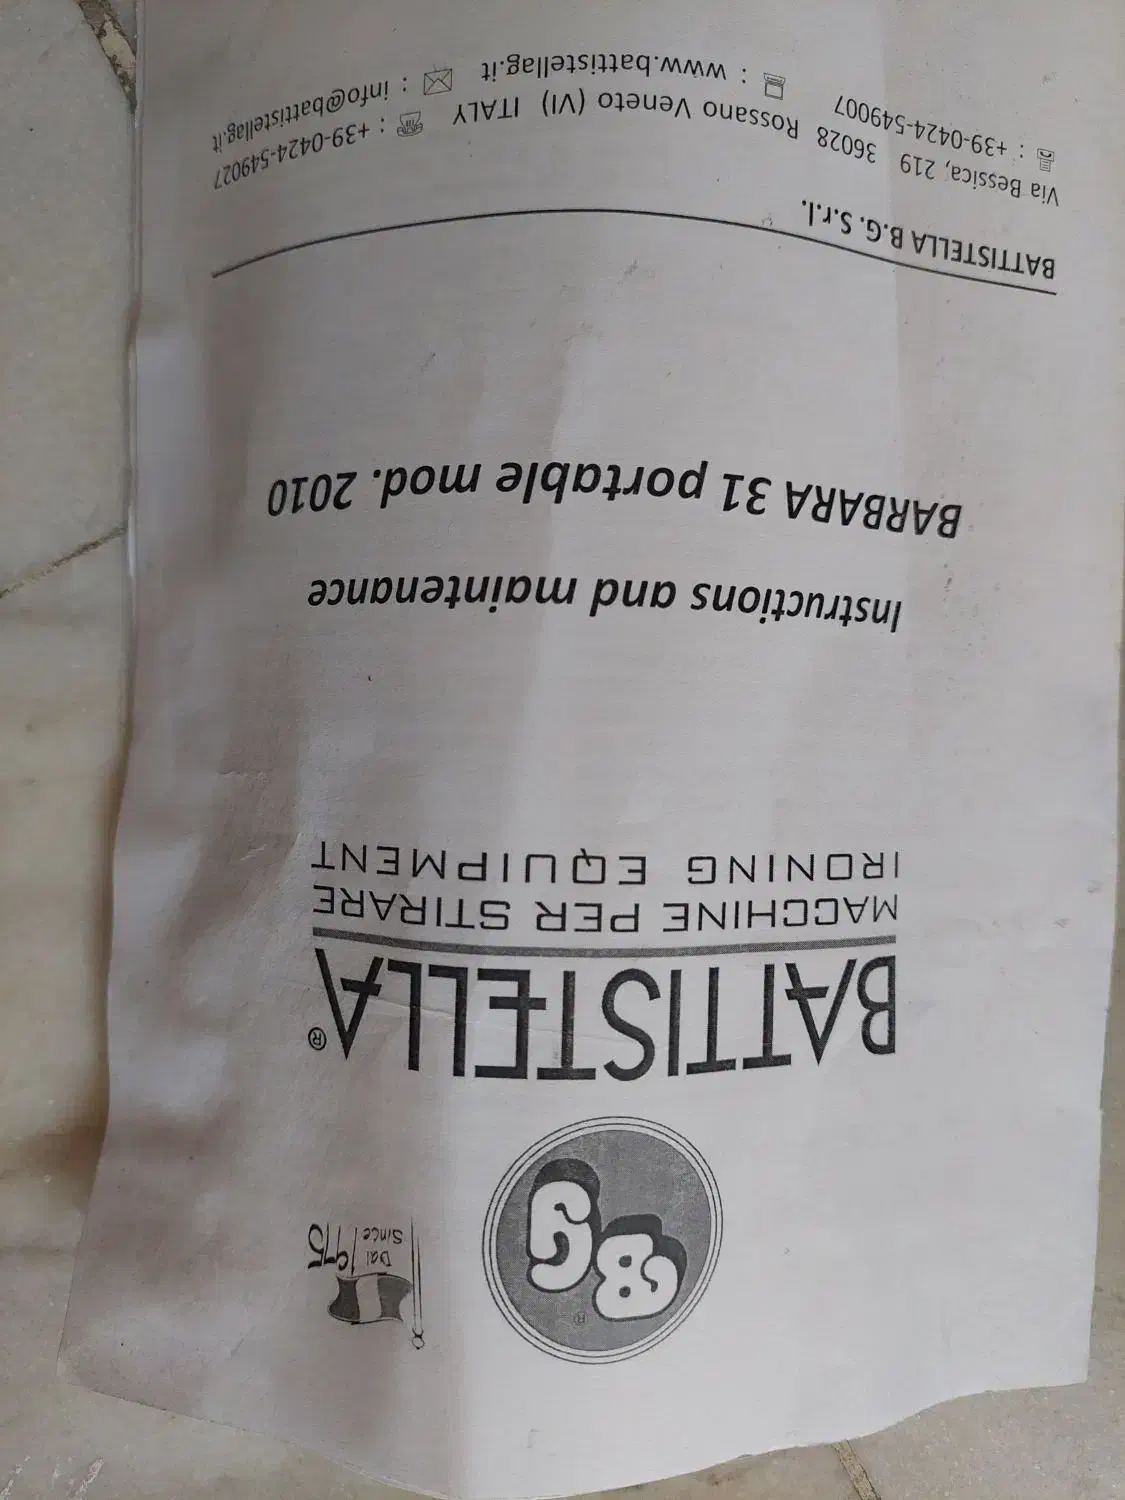 BG
®
Dal
Since 1975
BATTISTELLA®
MACCHINE PER STIRARE
IRONING EQUIPMENT
Instructions and maintenance
BARBARA 31 portable mod. 2010
BATTISTELLA B.G. S.r.l.
Via Bessica, 219 36028 Rossano Veneto (VI) ITALY : +39-0424-549027
: +39-0424-549007 : www.battistellag.it : info@battistellag.it